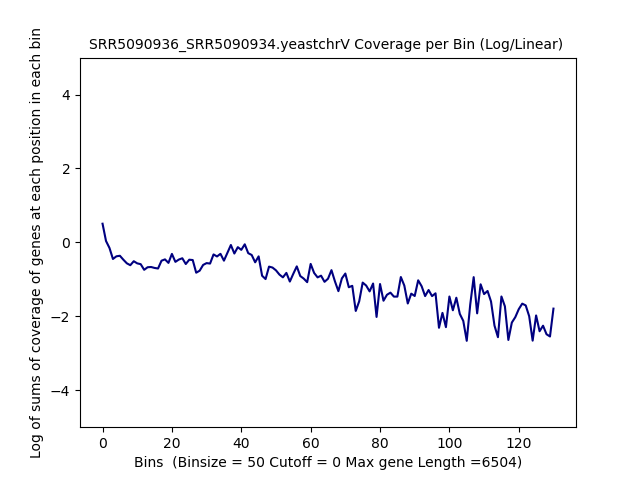 SRR5090936_SRR5090934.yeastchrV Coverage per Bin (Log/Linear)
Log of sums of coverage of genes at each position in each bin
4
2
0
−2
−4
0 20 40 60 80 100 120
Bins  (Binsize = 50 Cutoff = 0 Max gene Length =6504)